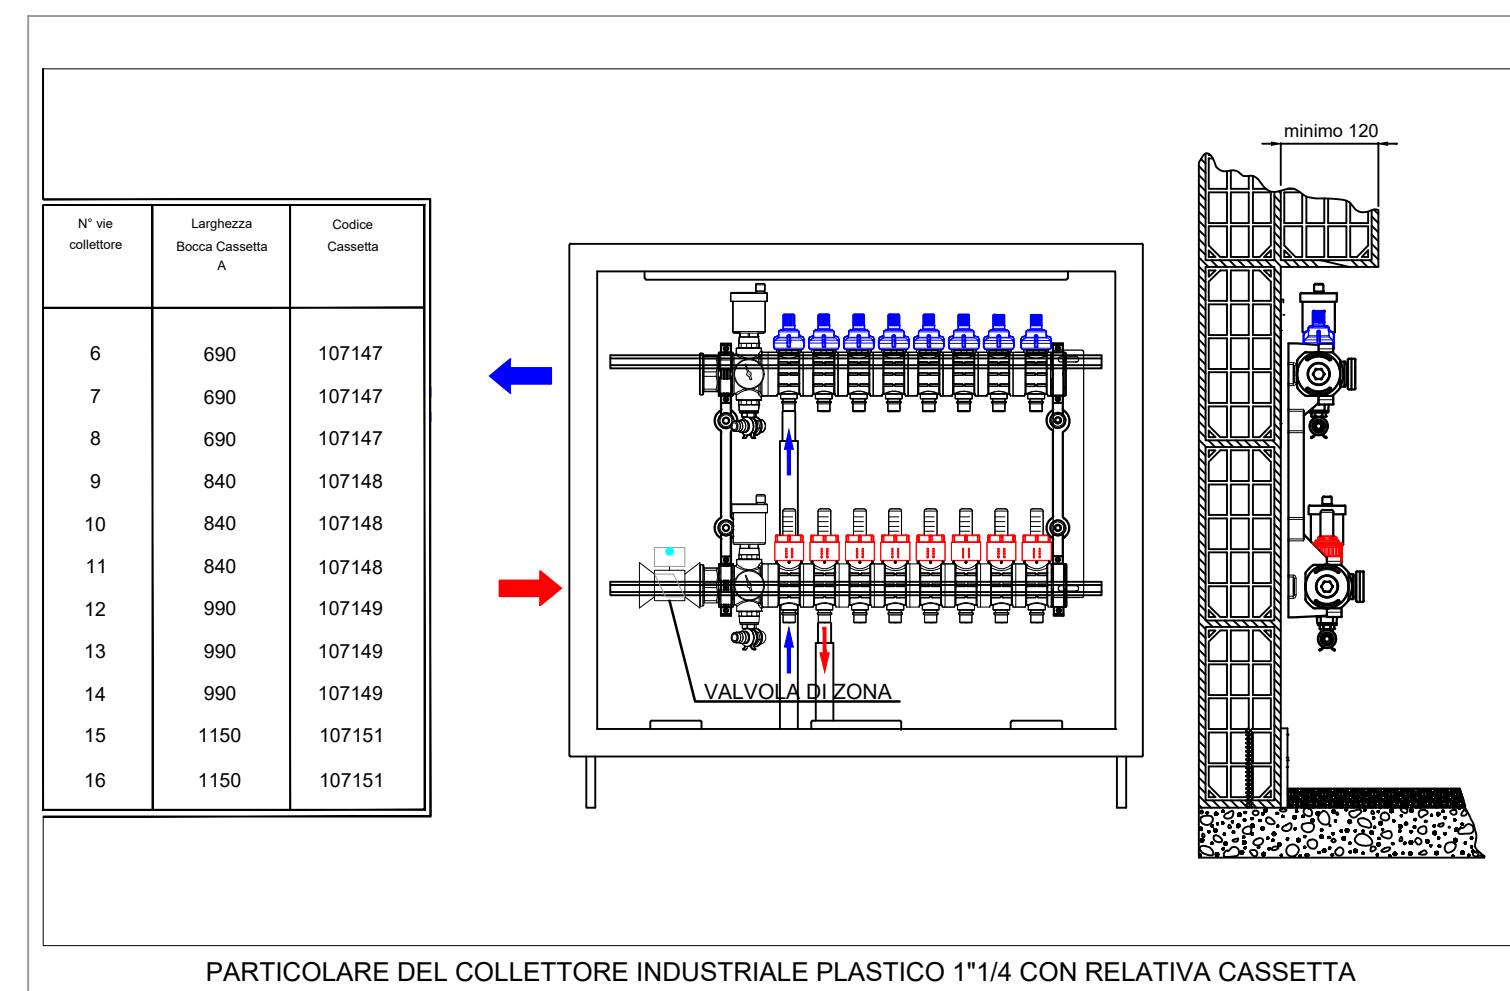 minimo 120
N° vie collettore
Larghezza Bocca Cassetta A
Codice Cassetta
6 690 107147
7 690 107147
8 690 107147
9 840 107148
10 840 107148
11 840 107148
12 990 107149
13 990 107149
14 990 107149
15 1150 107151
16 1150 107151
VALVOLA DI ZONA
PARTICOLARE DEL COLLETTORE INDUSTRIALE PLASTICO 1"1/4 CON RELATIVA CASSETTA